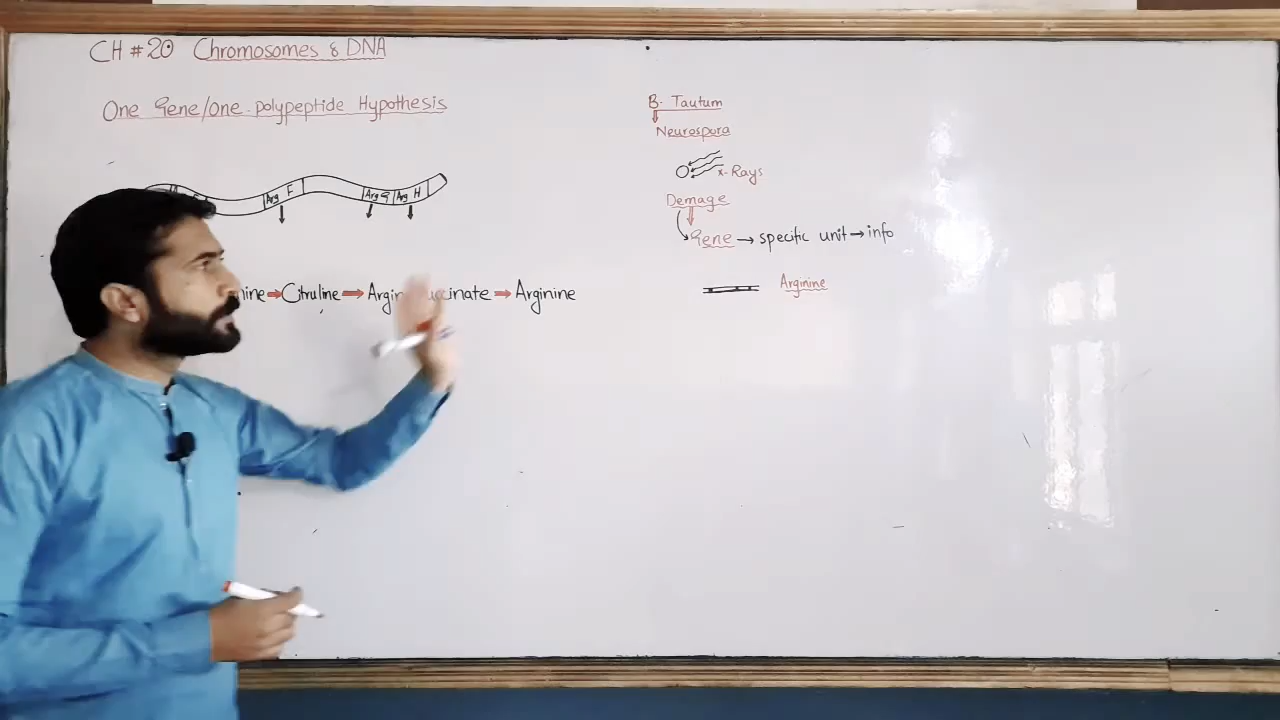 CH # 20 Chromosomes & DNA
One Gene/one-polypeptide Hypothesis
Arg F Arg G Arg H
Citruline → Arginine
B. Tautum
Neurospora
x-Rays
Demage
Gene → specific unit → info
Arginine